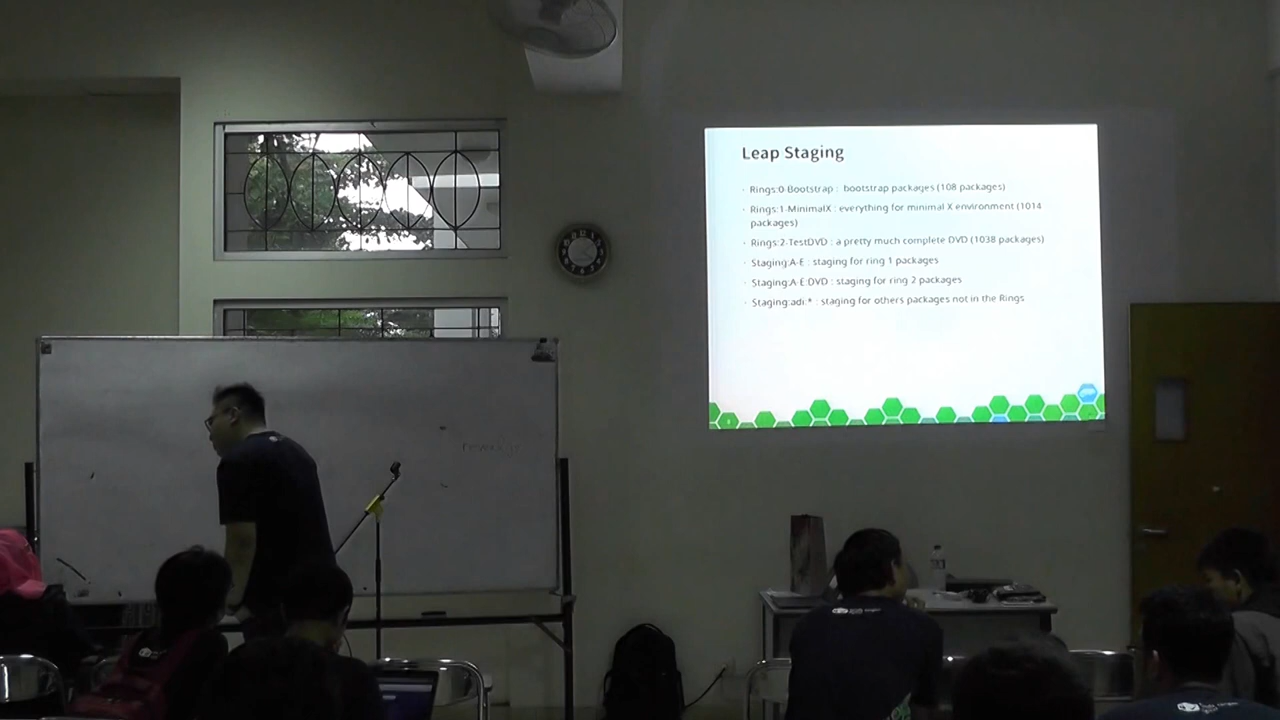 Leap Staging
· Rings:0-Bootstrap : bootstrap packages (108 packages)
· Rings:1-MinimalX : everything for minimal X environment (1014
packages)
· Rings:2-TestDVD : a pretty much complete DVD (1038 packages)
· Staging:A-E : staging for ring 1 packages
· Staging:A-E:DVD : staging for ring 2 packages
· Staging:adi:* : staging for others packages not in the Rings